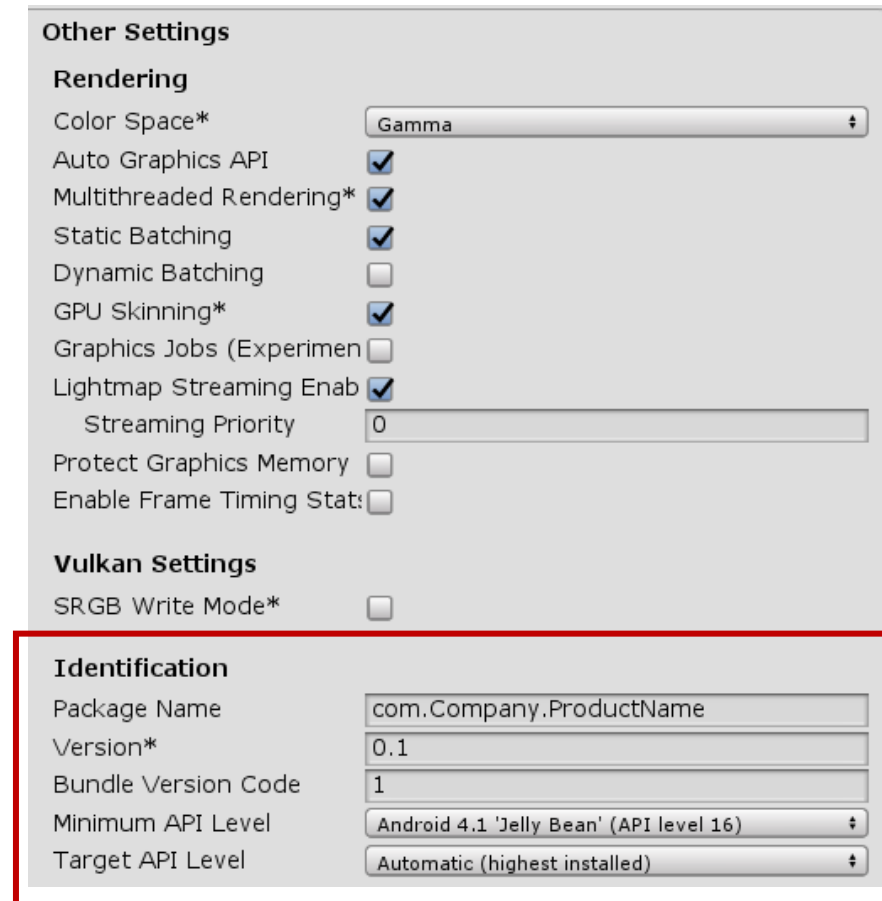 Other Settings
Rendering
Color Space* Gamma
Auto Graphics API
Multithreaded Rendering*
Static Batching
Dynamic Batching
GPU Skinning*
Graphics Jobs (Experimen
Lightmap Streaming Enab
Streaming Priority 0
Protect Graphics Memory
Enable Frame Timing Stats
Vulkan Settings
SRGB Write Mode*
Identification
Package Name com.Company.ProductName
Version* 0.1
Bundle Version Code 1
Minimum API Level Android 4.1 'Jelly Bean' (API level 16)
Target API Level Automatic (highest installed)